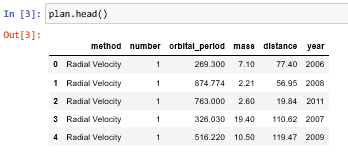 In [3]: plan.head()
Out[3]:
method number orbital_period mass distance year
0 Radial Velocity 1 269.300 7.10 77.40 2006
1 Radial Velocity 1 874.774 2.21 56.95 2008
2 Radial Velocity 1 763.000 2.60 19.84 2011
3 Radial Velocity 1 326.030 19.40 110.62 2007
4 Radial Velocity 1 516.220 10.50 119.47 2009